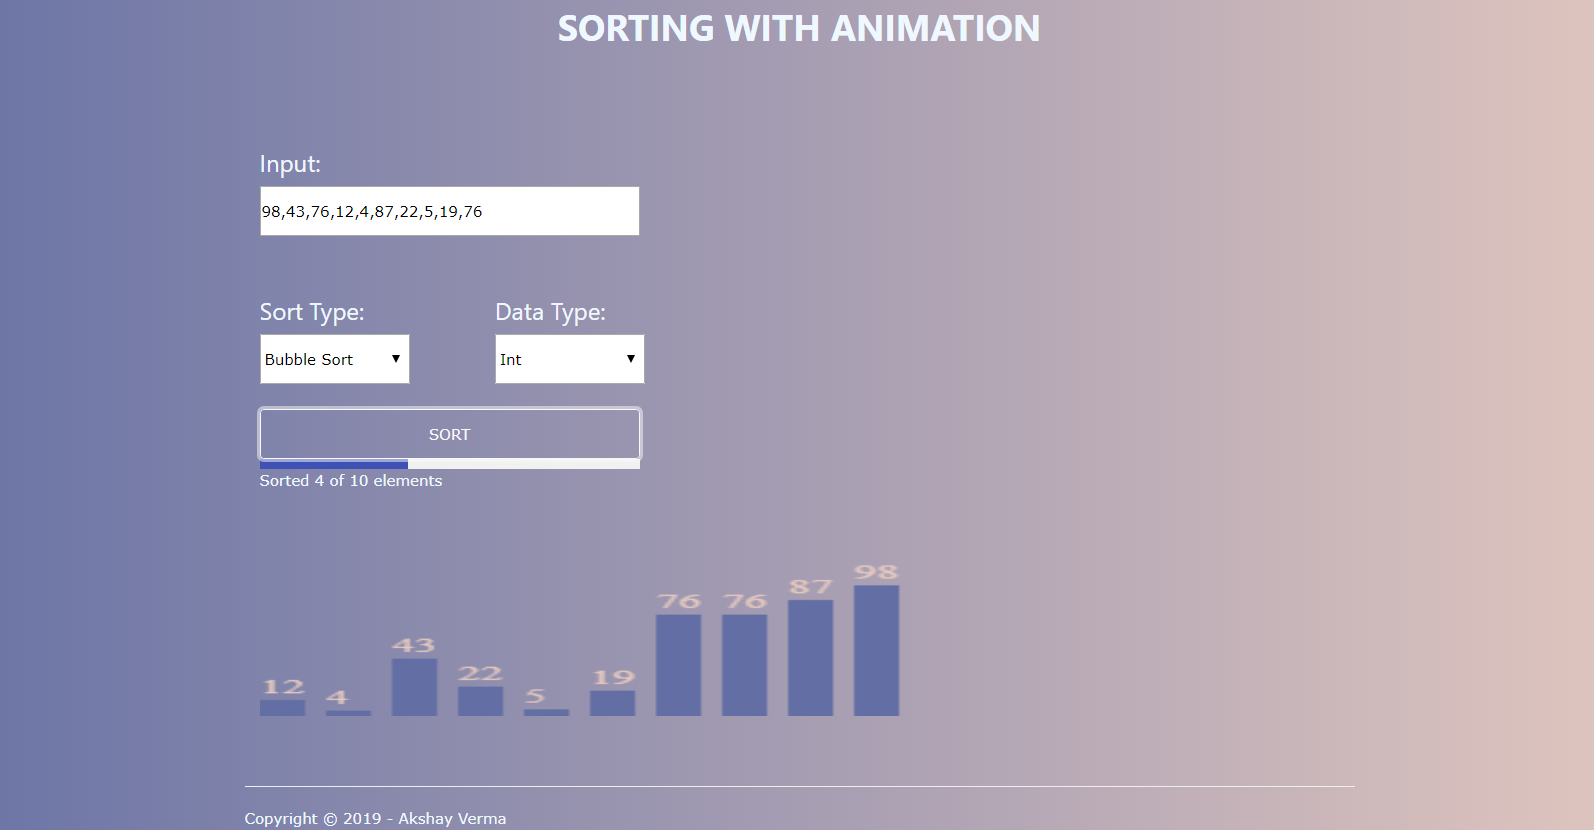 SORTING WITH ANIMATION
Input:
98,43,76,12,4,87,22,5,19,76
Sort Type: Data Type:
Bubble Sort Int
SORT
Sorted 4 of 10 elements
12 4 43 22 5 19 76 76 87 98
Copyright © 2019 - Akshay Verma